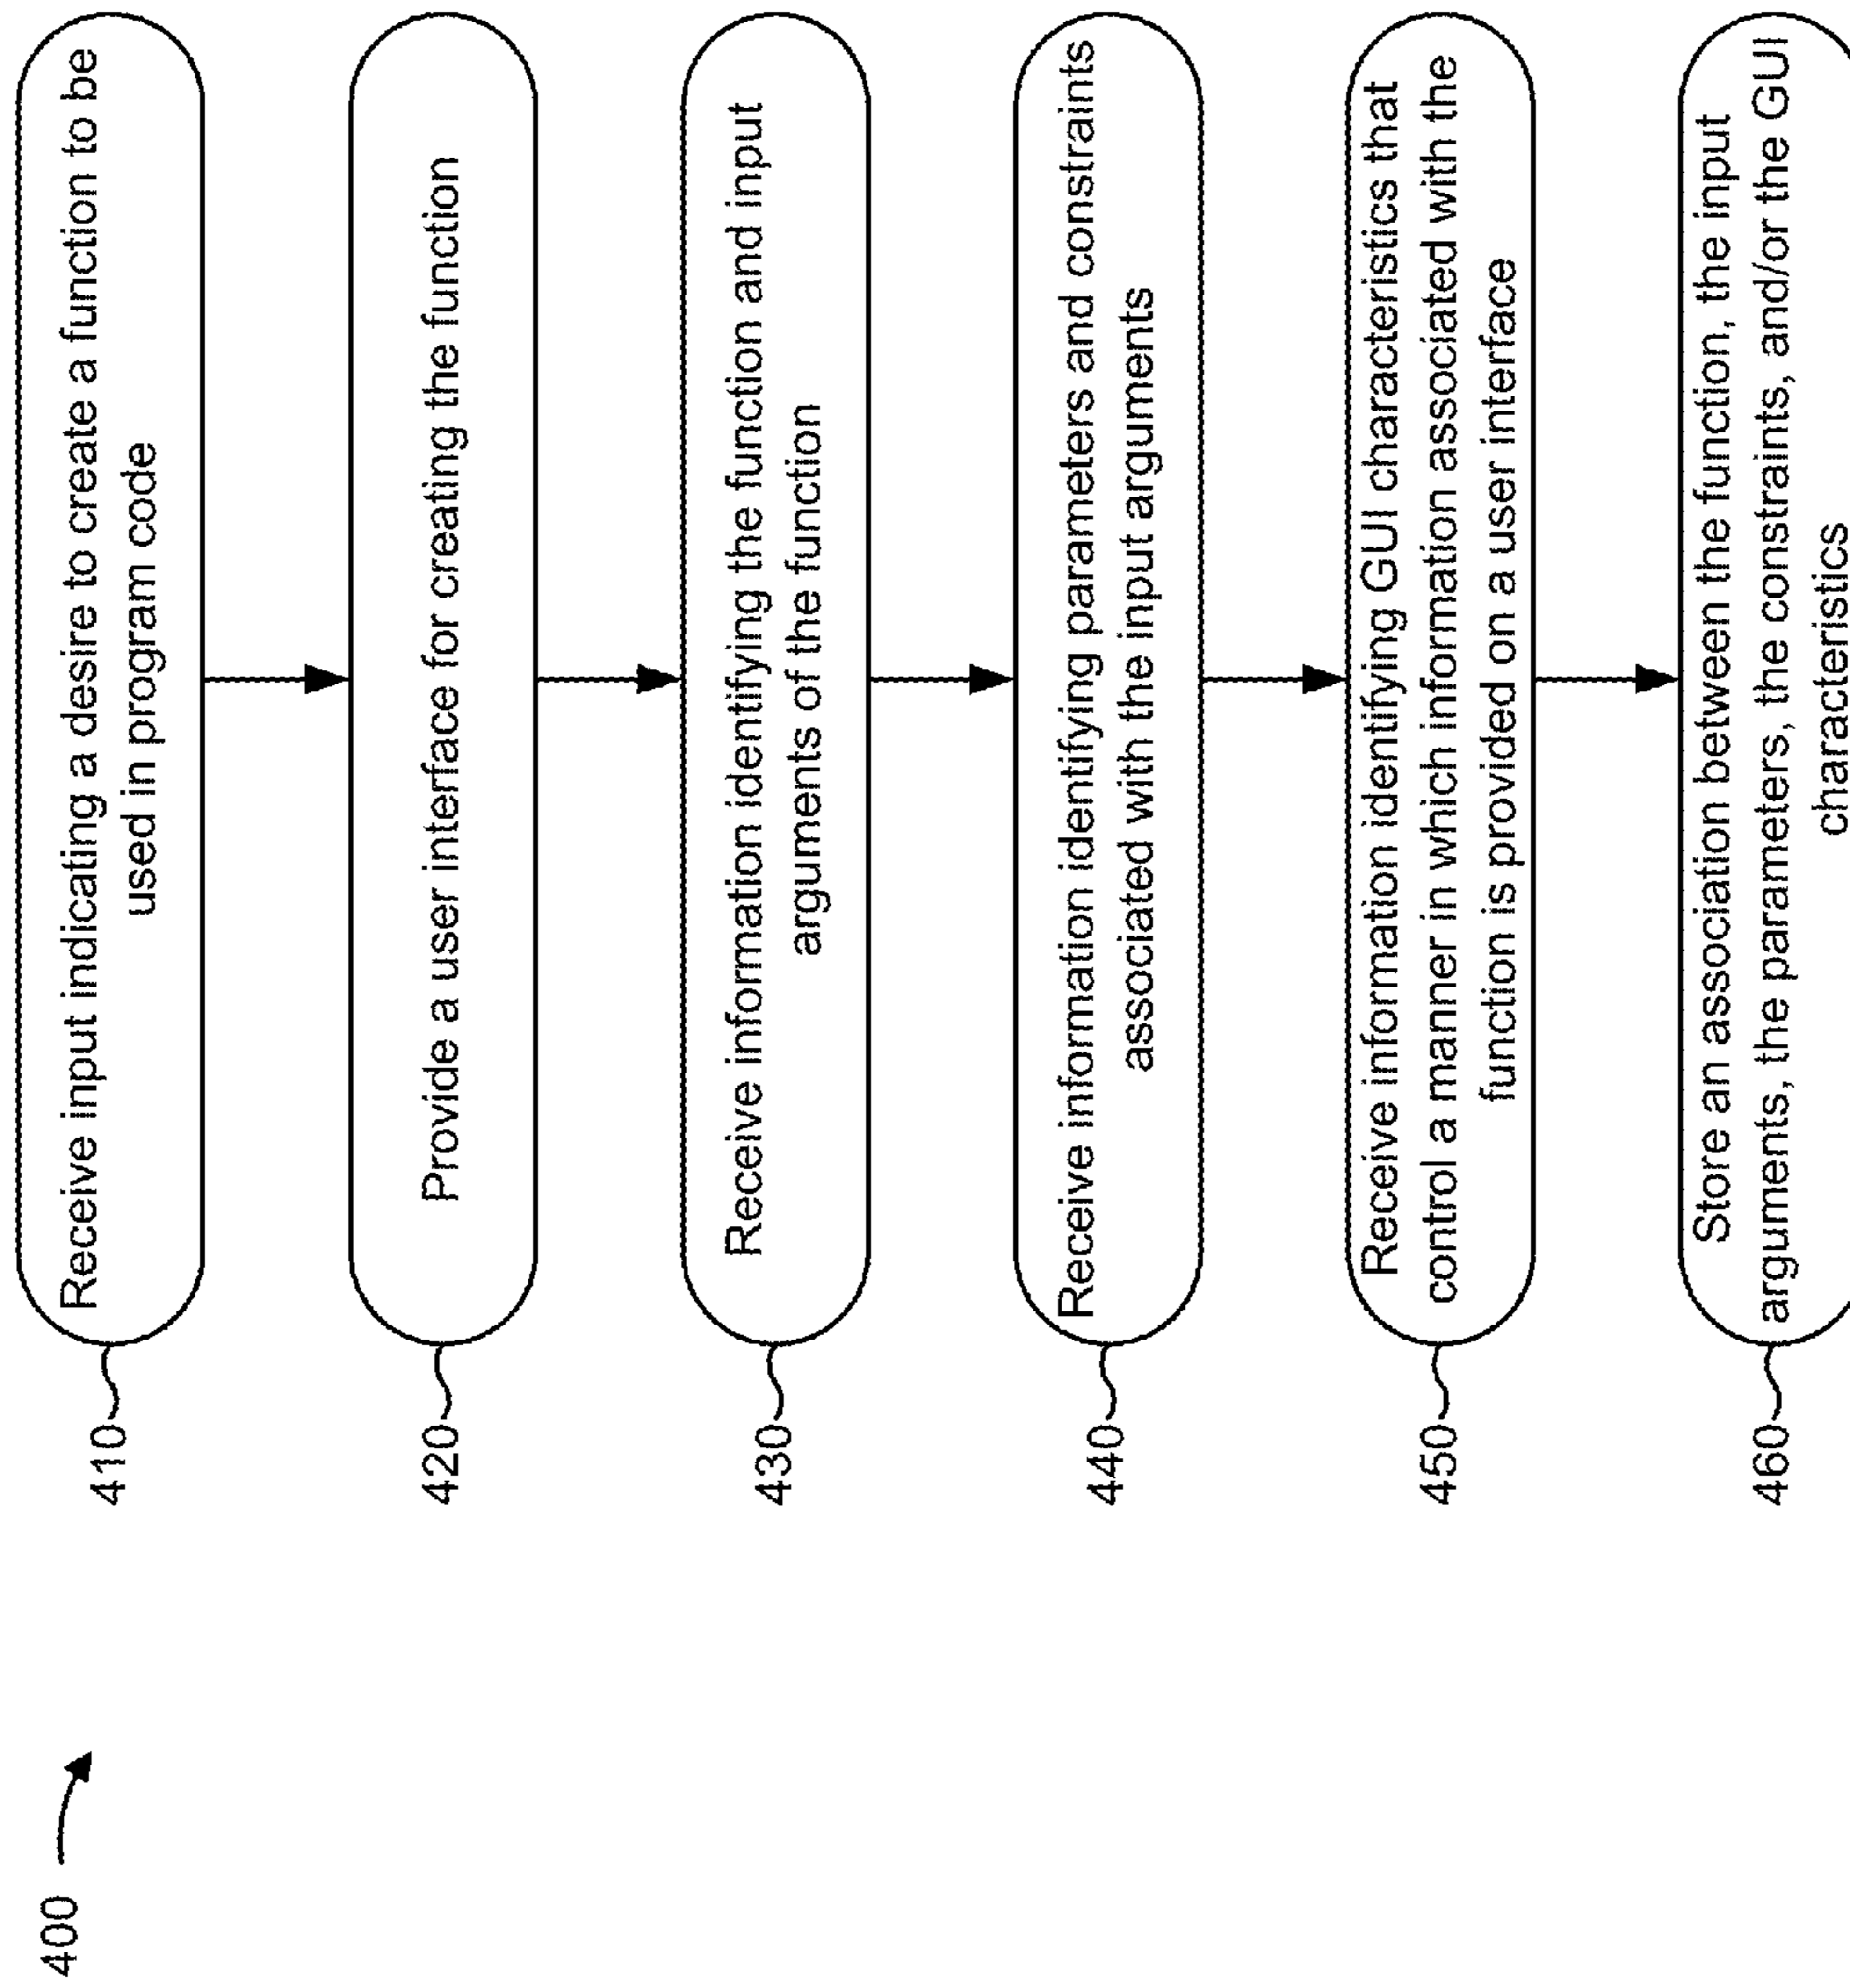 400
410
Receive input indicating a desire to create a function to be
used in program code
420
Provide a user interface for creating the function
430
Receive information identifying the function and input
arguments of the function
440
Receive information identifying parameters and constraints
associated with the input arguments
450
Receive information identifying GUI characteristics that
control a manner in which information associated with the
function is provided on a user interface
460
Store an association between the function, the input
arguments, the parameters, the constraints, and/or the GUI
characteristics